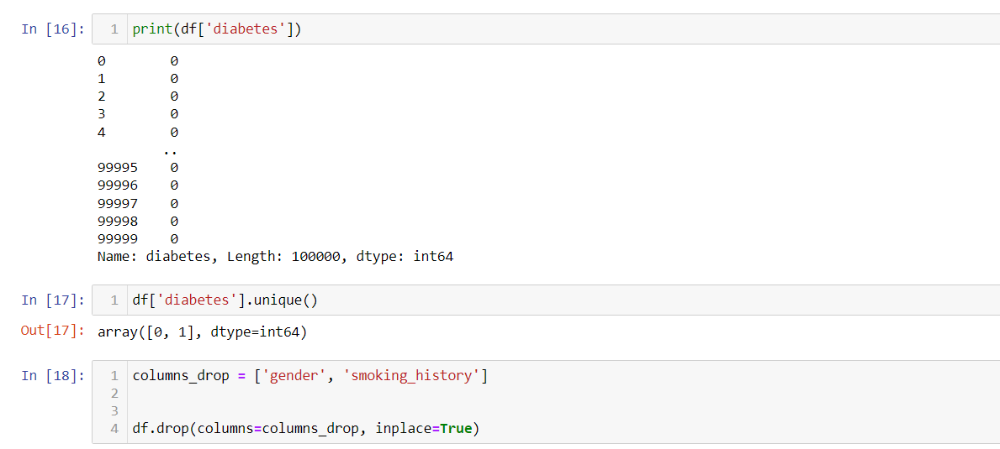 In [16]: 1 print(df['diabetes'])
0        0
1        0
2        0
3        0
4        0
        ..
99995    0
99996    0
99997    0
99998    0
99999    0
Name: diabetes, Length: 100000, dtype: int64
In [17]: 1 df['diabetes'].unique()
Out[17]: array([0, 1], dtype=int64)
In [18]: 1 columns_drop = ['gender', 'smoking_history']
2
3
4 df.drop(columns=columns_drop, inplace=True)